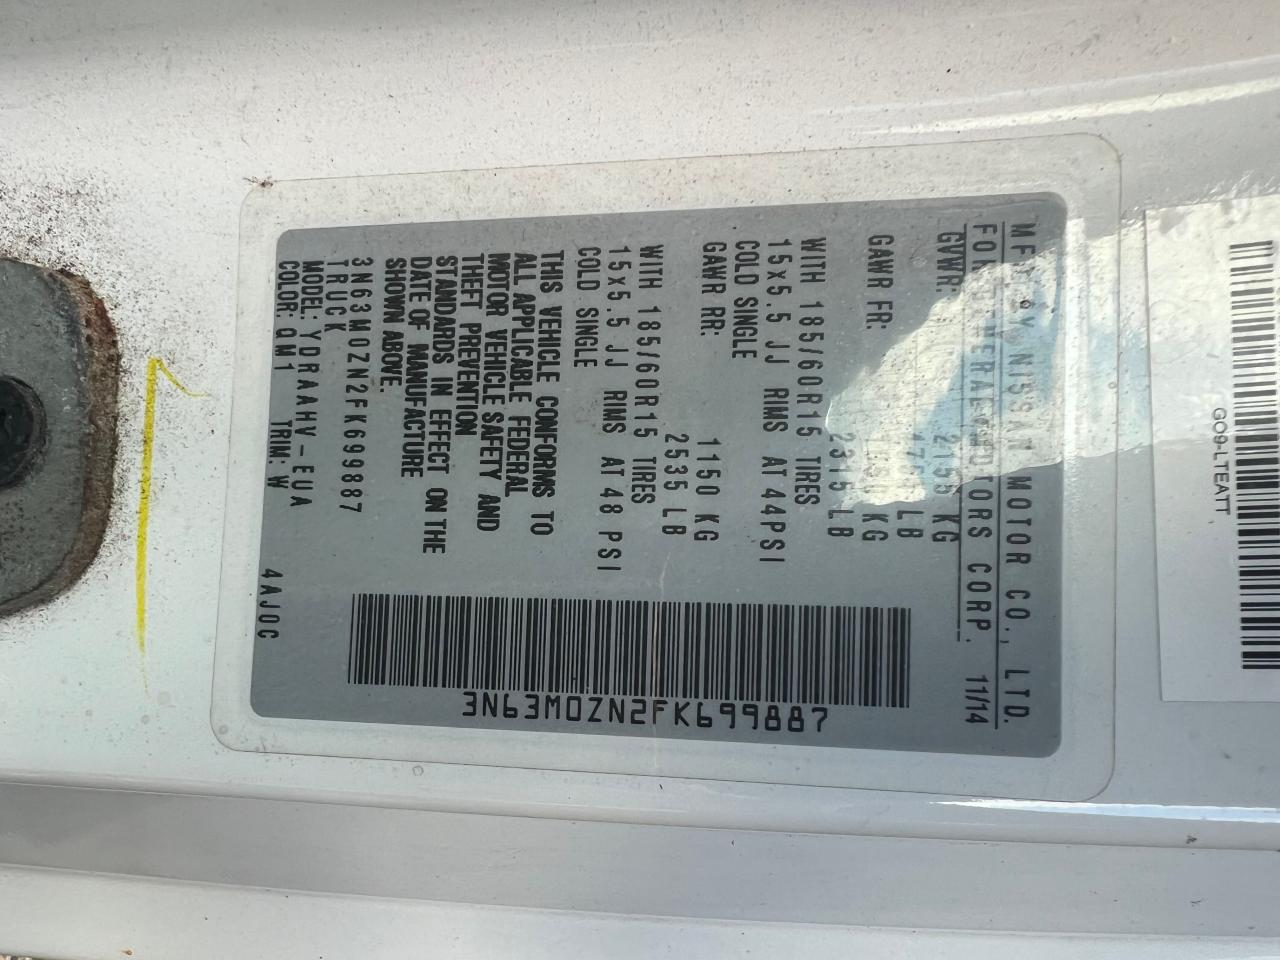 MFD BY NISSAN MOTOR CO., LTD.
FOR GENERAL MOTORS CORP. 11/14
GVWR: 2155 KG
LB
GAWR FR: KG
2315 LB
WITH 185/60R15 TIRES
15x5.5 JJ RIMS AT 44PSI
COLD SINGLE
GAWR RR: 1150 KG
2535 LB
WITH 185/60R15 TIRES
15x5.5 JJ RIMS AT 48 PSI
COLD SINGLE
THIS VEHICLE CONFORMS TO
ALL APPLICABLE FEDERAL
MOTOR VEHICLE SAFETY AND
THEFT PREVENTION
STANDARDS IN EFFECT ON THE
DATE OF MANUFACTURE
SHOWN ABOVE.
3N63M0ZN2FK699887
TRUCK
MODEL: YDRAAHV-EUA
COLOR: QM1 TRIM: W 4AJ0C
3N63M0ZN2FK699887
GO9-LTEATT